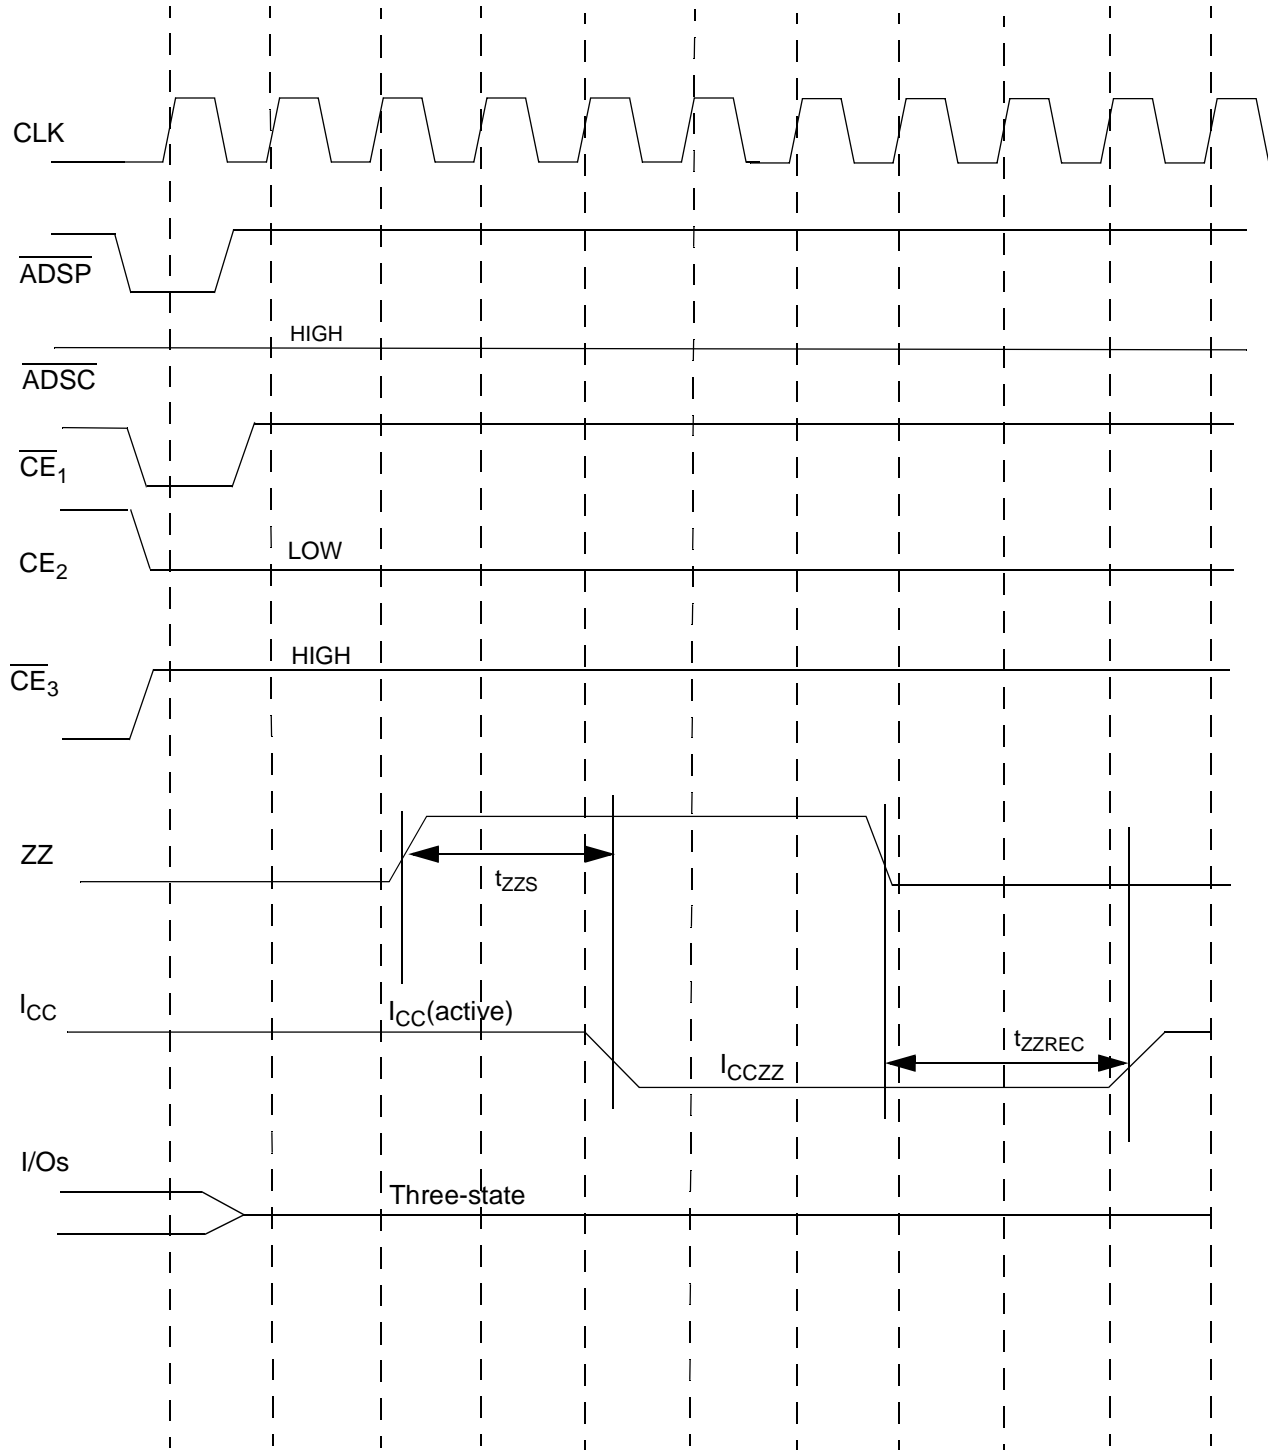 CLK
ADSP
HIGH
ADSC
CE1
CE2
LOW
CE3
HIGH
ZZ
tZZS
ICC
ICC(active)
tZZREC
ICCZZ
I/Os
Three-state